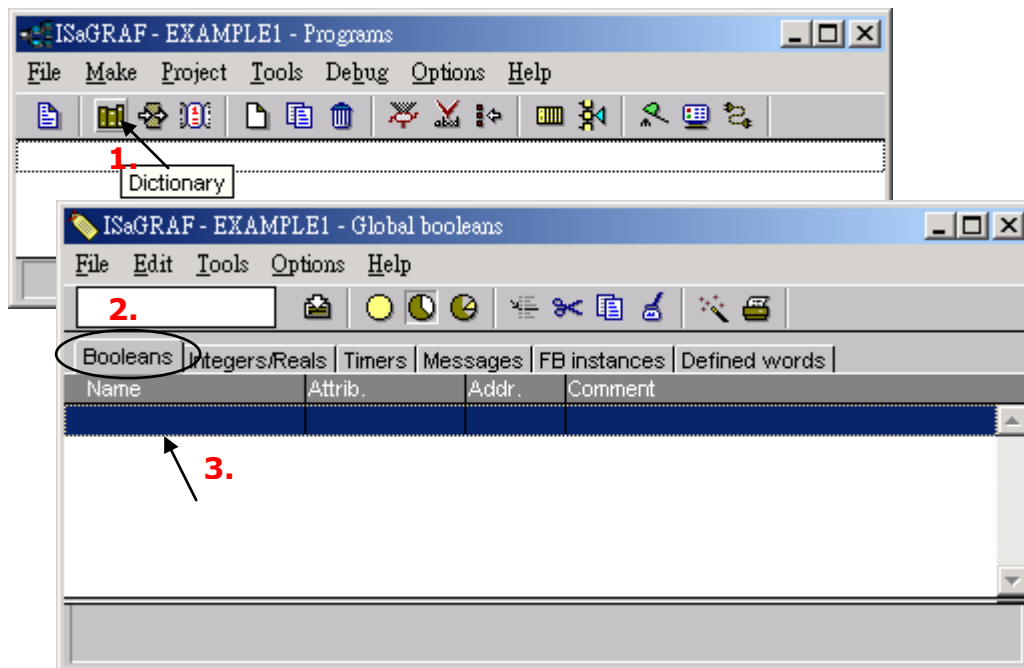 ISaGRAF - EXAMPLE1 - Programs
File Make Project Tools Debug Options Help
1.
Dictionary
ISaGRAF - EXAMPLE1 - Global booleans
File Edit Tools Options Help
2.
Booleans Integers/Reals Timers Messages FB instances Defined words
Name Attrib. Addr. Comment
3.